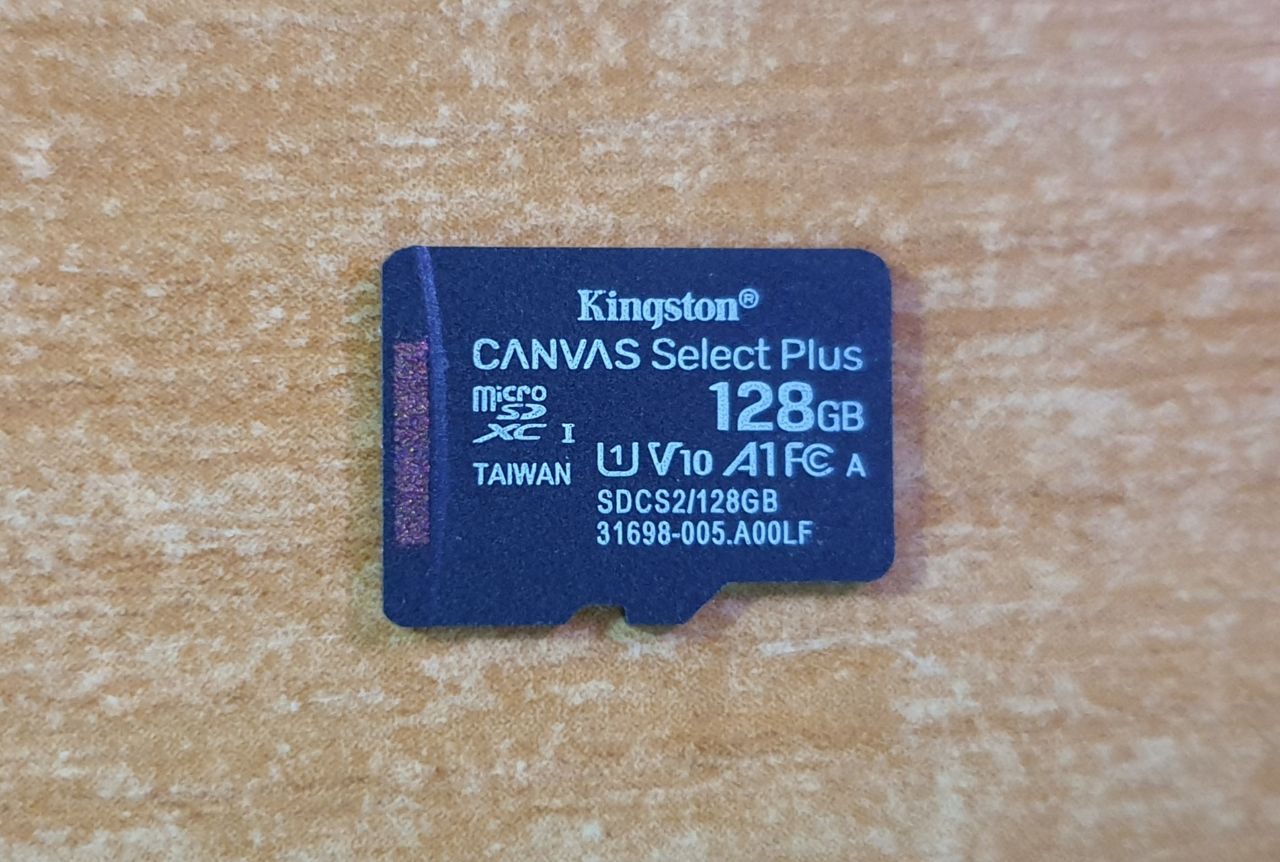 Kingston®
CANVAS Select Plus
micro SD XC I
128GB
U1 V10 A1 FC A
TAIWAN
SDCS2/128GB
31698-005.A00LF